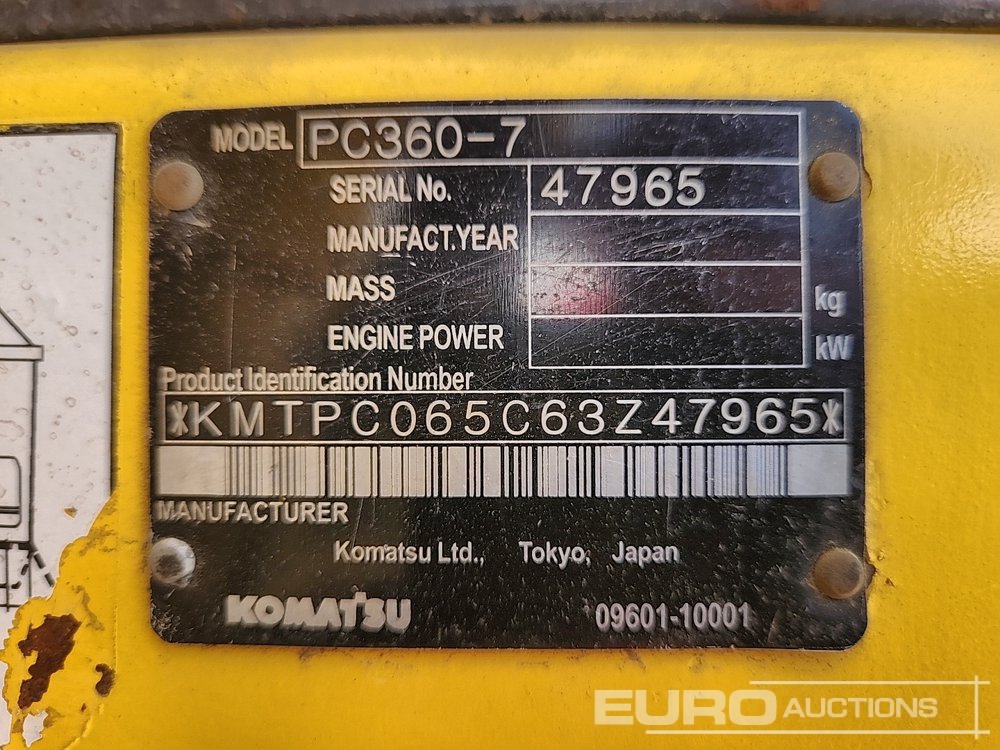 MODEL PC360-7
SERIAL No. 47965
MANUFACT.YEAR
MASS kg
ENGINE POWER kW
Product Identification Number
*KMTPC065C63Z47965*
MANUFACTURER
Komatsu Ltd., Tokyo, Japan
KOMATSU 09601-10001
EURO AUCTIONS